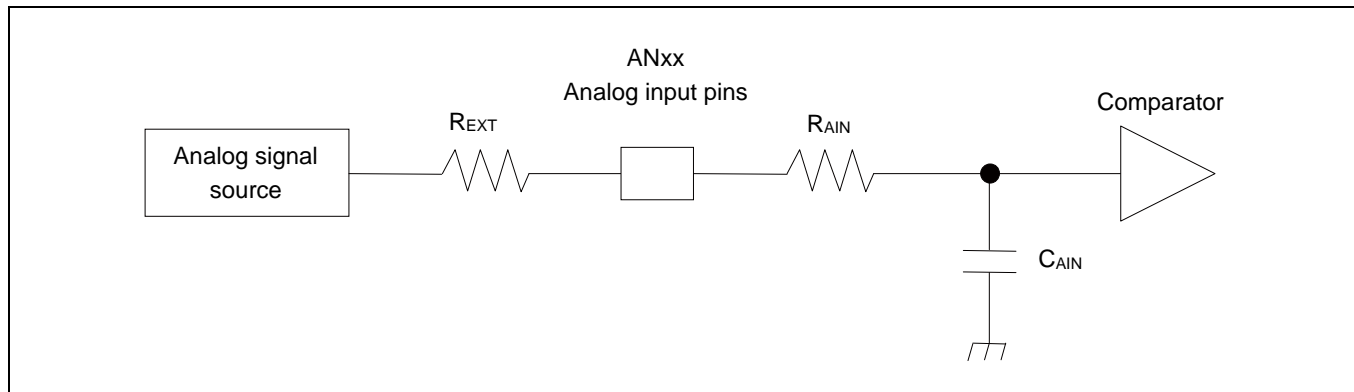 ANxx
Analog input pins
Comparator
REXT
RAIN
Analog signal
source
CAIN